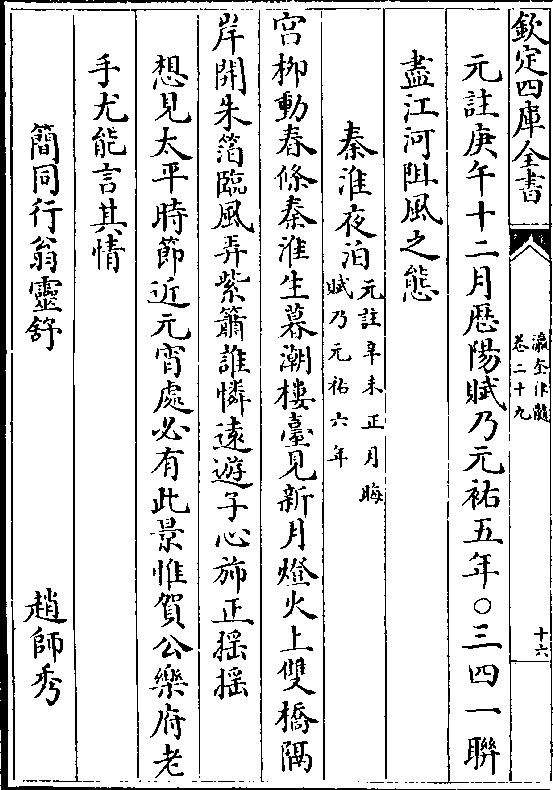 欽定四庫全書
瀛奎律髓
卷二十九
十六
元註庚午十二月厯陽賦乃元祐五年○三四一聯
盡江河阻風之態
秦淮夜泊元註辛未正月晦
賦乃元祐六年
宫栁動春條秦淮生暮潮樓臺見新月燈火上雙橋隅
岸開朱箔臨風弄紫簫誰憐遠遊子心斾正揺揺
想見太平時節近元宵處必有此景惟賀公樂府老
手尤能言其情
簡同行翁靈舒 趙師秀